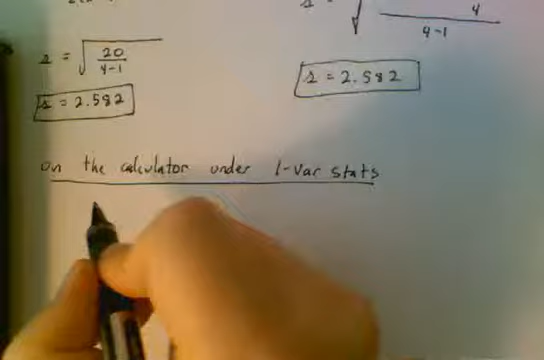 s = √20/4-1
s = 2.582
4
4-1
s = 2.582
on the calculator under 1-Var stats